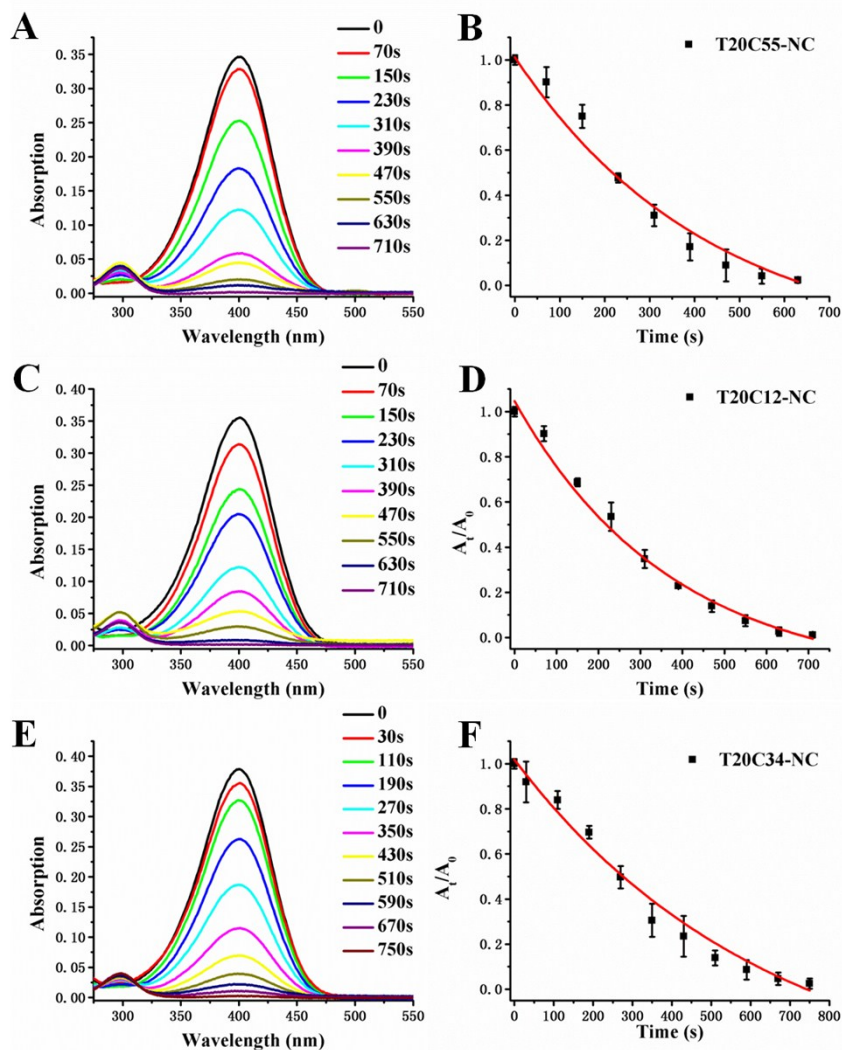 A
0
70s
150s
230s
310s
390s
470s
550s
630s
710s
0.35
0.30
0.25
0.20
0.15
0.10
0.05
0.00
Absorption
300 350 400 450 500 550
Wavelength (nm)
B
T20C55-NC
1.0
0.8
0.6
0.4
0.2
0.0
0 100 200 300 400 500 600 700
Time (s)
C
0
70s
150s
230s
310s
390s
470s
550s
630s
710s
0.40
0.35
0.30
0.25
0.20
0.15
0.10
0.05
0.00
Absorption
300 350 400 450 500 550
Wavelength (nm)
D
T20C12-NC
1.0
0.8
0.6
0.4
0.2
0.0
At/A0
0 100 200 300 400 500 600 700 800
Time (s)
E
0
30s
110s
190s
270s
350s
430s
510s
590s
670s
750s
0.40
0.35
0.30
0.25
0.20
0.15
0.10
0.05
0.00
Absorption
300 350 400 450 500 550
Wavelength (nm)
F
T20C34-NC
1.0
0.8
0.6
0.4
0.2
0.0
At/A0
0 100 200 300 400 500 600 700 800
Time (s)